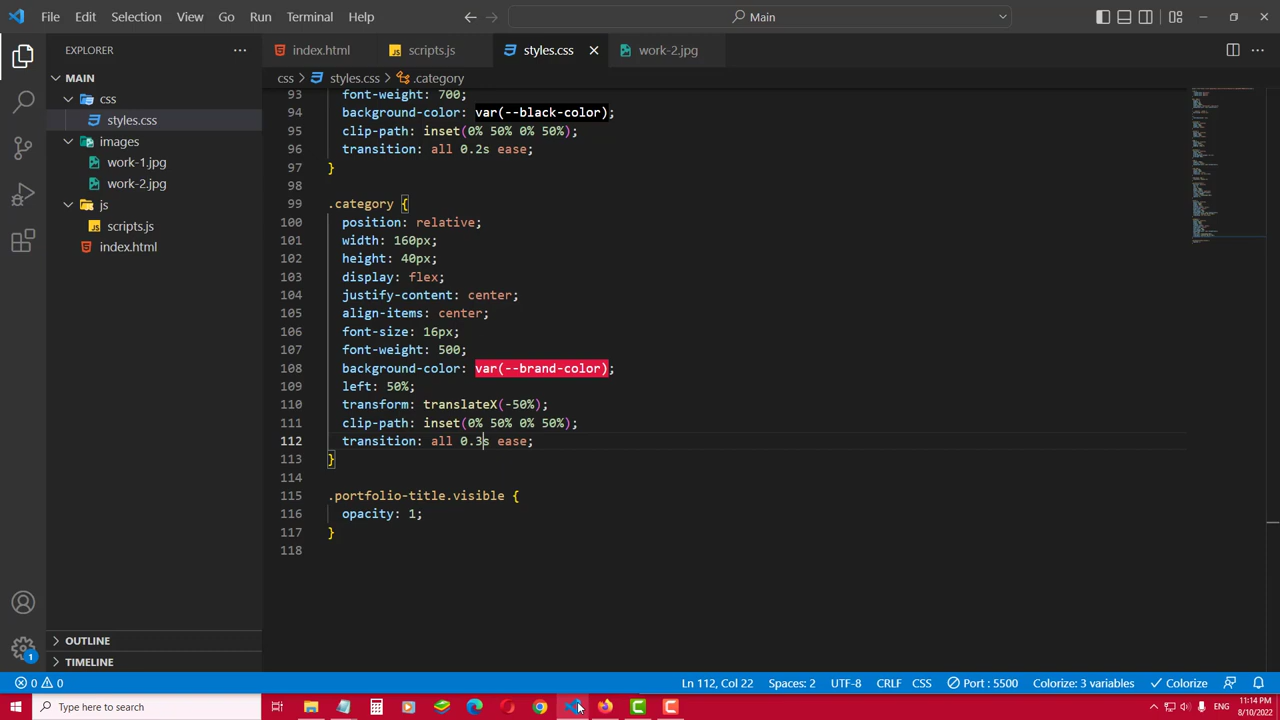 File Edit Selection View Go Run Terminal Help
Main
EXPLORER
index.html
scripts.js
styles.css
work-2.jpg
MAIN
css
styles.css
images
work-1.jpg
work-2.jpg
js
scripts.js
index.html
OUTLINE
TIMELINE
css > styles.css > .category
93 font-weight: 700;
94 background-color: var(--black-color);
95 clip-path: inset(0% 50% 0% 50%);
96 transition: all 0.2s ease;
97 }
98
99 .category {
100 position: relative;
101 width: 160px;
102 height: 40px;
103 display: flex;
104 justify-content: center;
105 align-items: center;
106 font-size: 16px;
107 font-weight: 500;
108 background-color: var(--brand-color);
109 left: 50%;
110 transform: translateX(-50%);
111 clip-path: inset(0% 50% 0% 50%);
112 transition: all 0.3s ease;
113 }
114
115 .portfolio-title.visible {
116 opacity: 1;
117 }
118
1
0 0 Ln 112, Col 22 Spaces: 2 UTF-8 CRLF CSS Port : 5500 Colorize: 3 variables Colorize
Type here to search
ENG
11:14 PM
8/10/2022